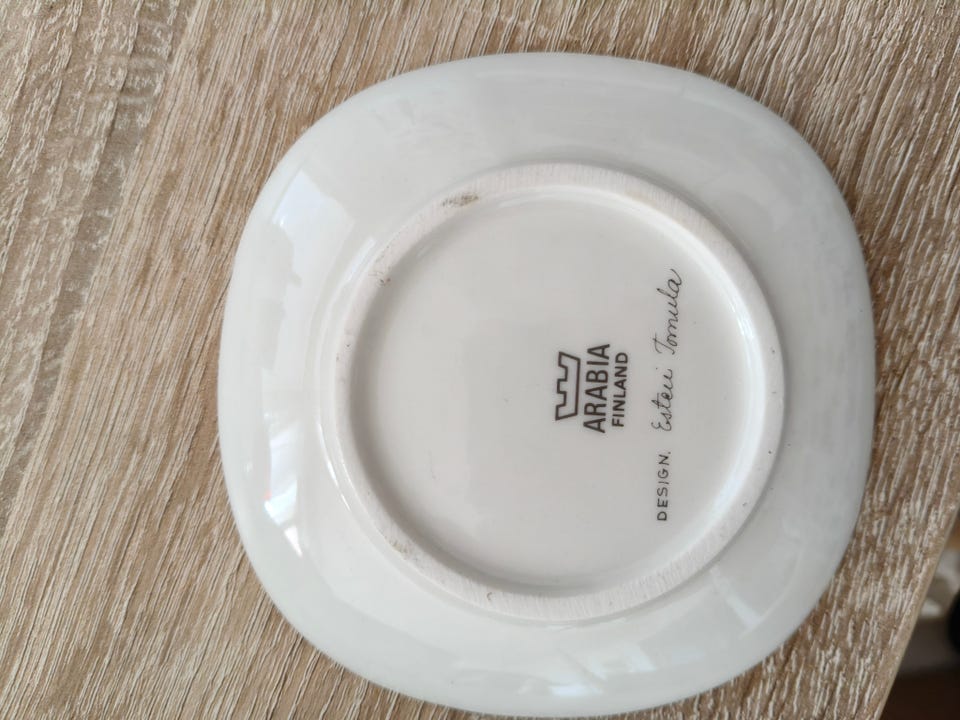 ARABIA
FINLAND
DESIGN. Esteri Tomula